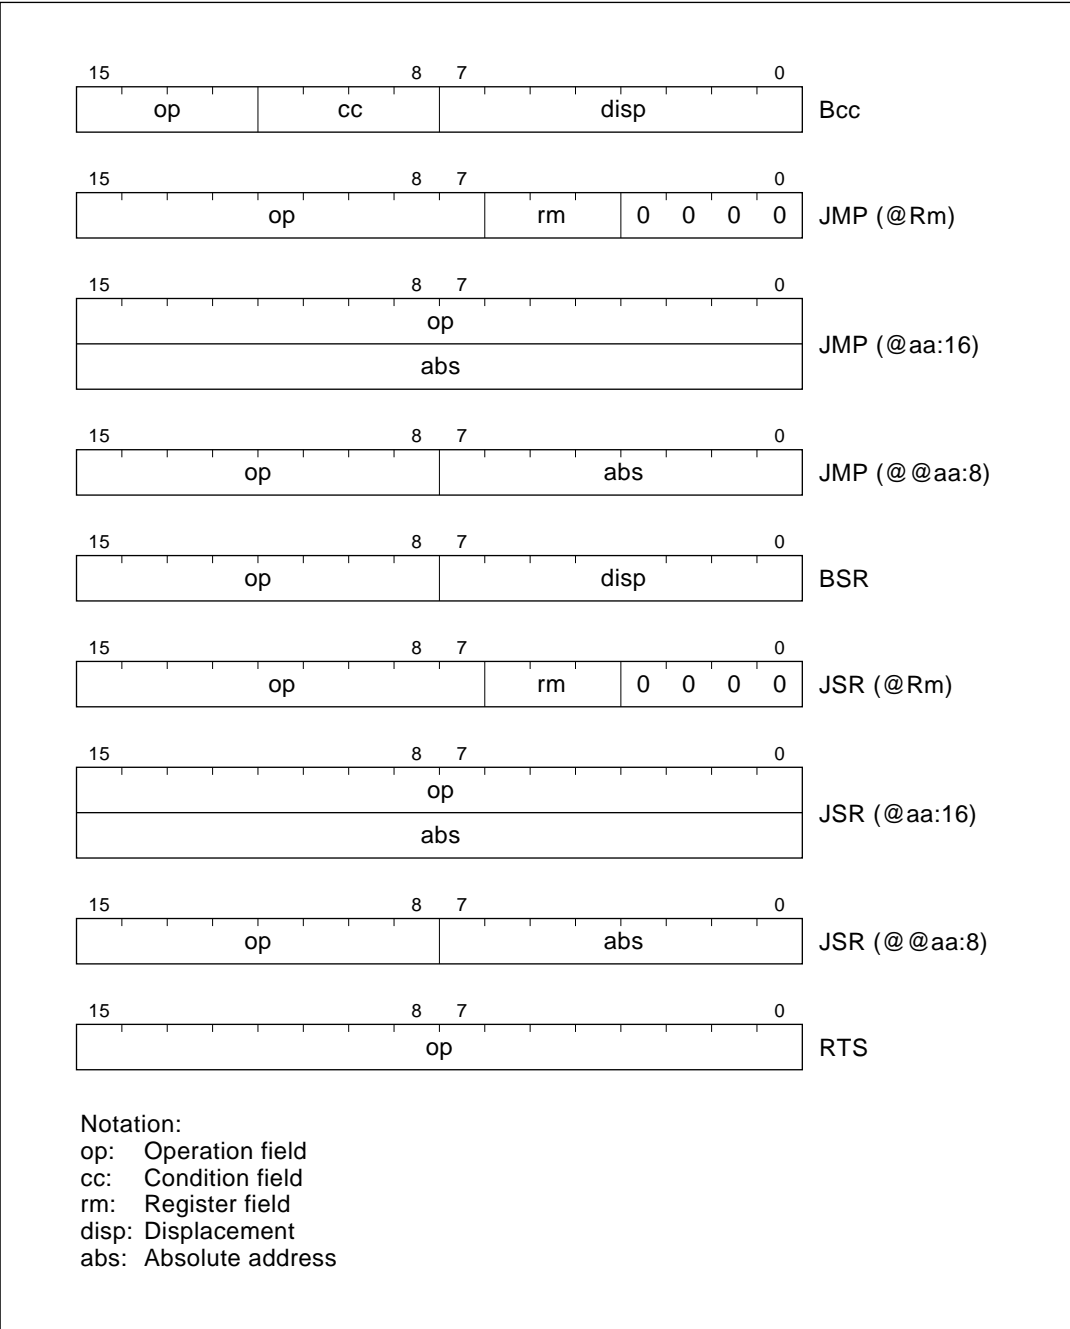 15 8 7 0
op cc disp Bcc
15 8 7 0
op rm 0 0 0 0 JMP (@Rm)
15 8 7 0
op
abs
JMP (@aa:16)
15 8 7 0
op abs JMP (@@aa:8)
15 8 7 0
op disp BSR
15 8 7 0
op rm 0 0 0 0 JSR (@Rm)
15 8 7 0
op
abs
JSR (@aa:16)
15 8 7 0
op abs JSR (@@aa:8)
15 8 7 0
op RTS
Notation:
op: Operation field
cc: Condition field
rm: Register field
disp: Displacement
abs: Absolute address